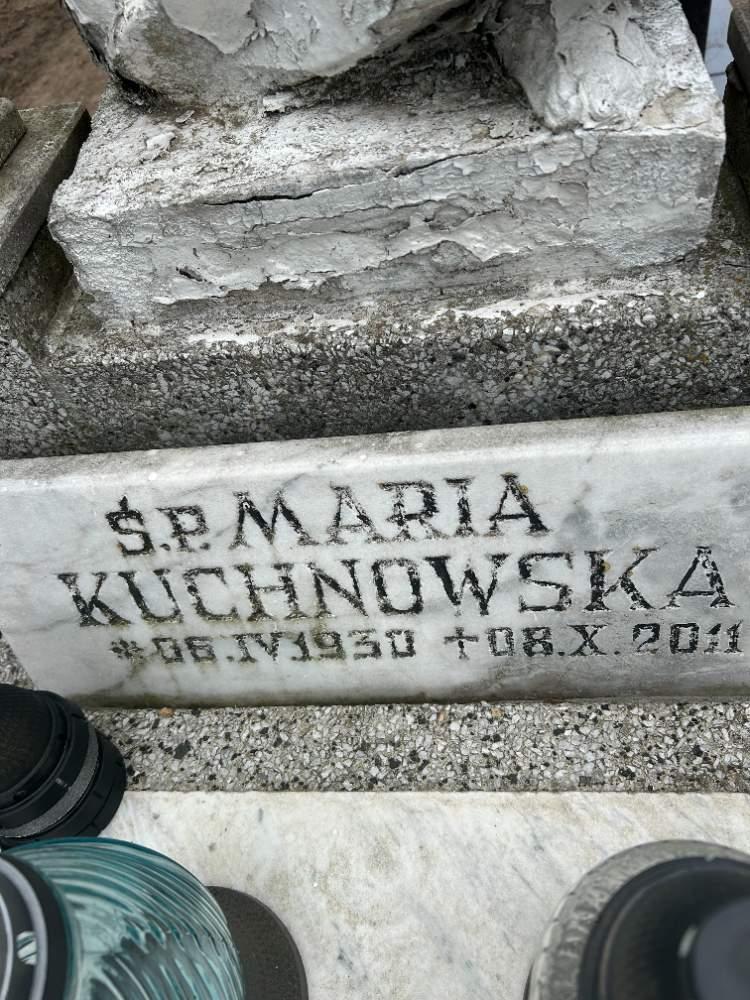 Ś.P. MARIA
KUCHNOWSKA
* 06.IV.1930 +08.X.2011